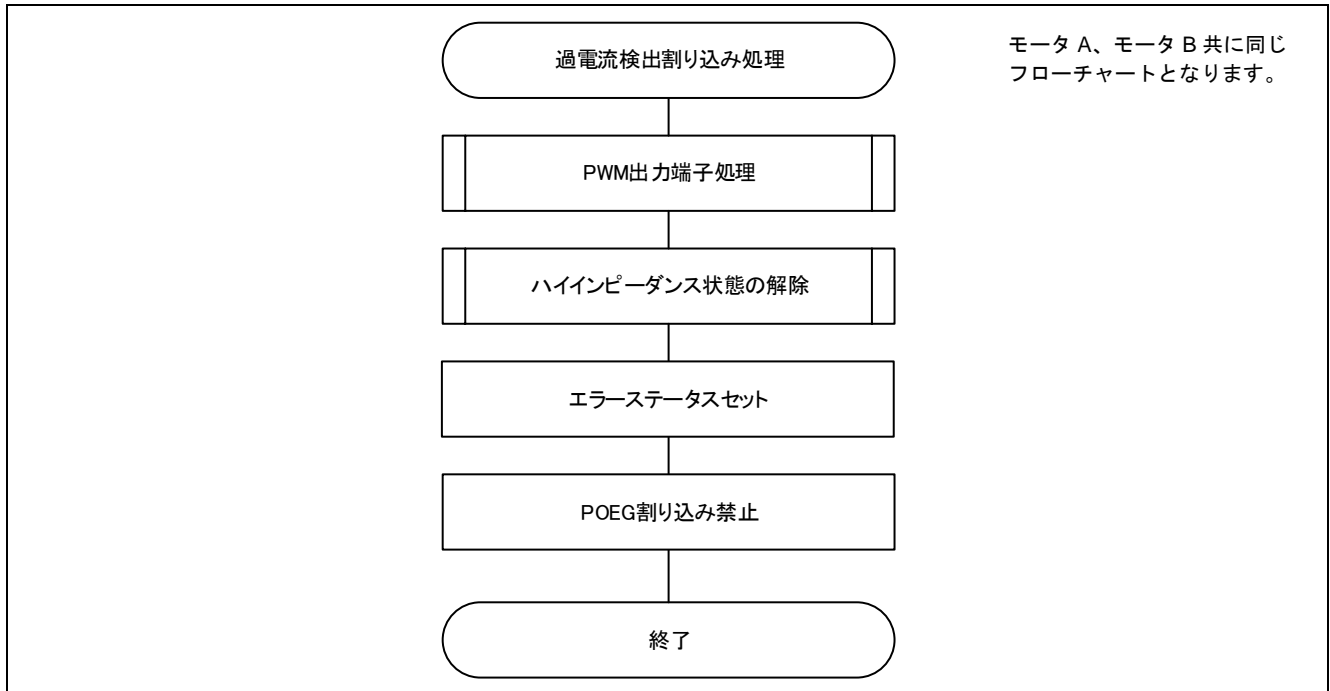 過電流検出割り込み処理
モータ A、モータ B 共に同じ
フローチャートとなります。
PWM出力端子処理
ハイインピーダンス状態の解除
エラーステータスセット
POEG割り込み禁止
終了